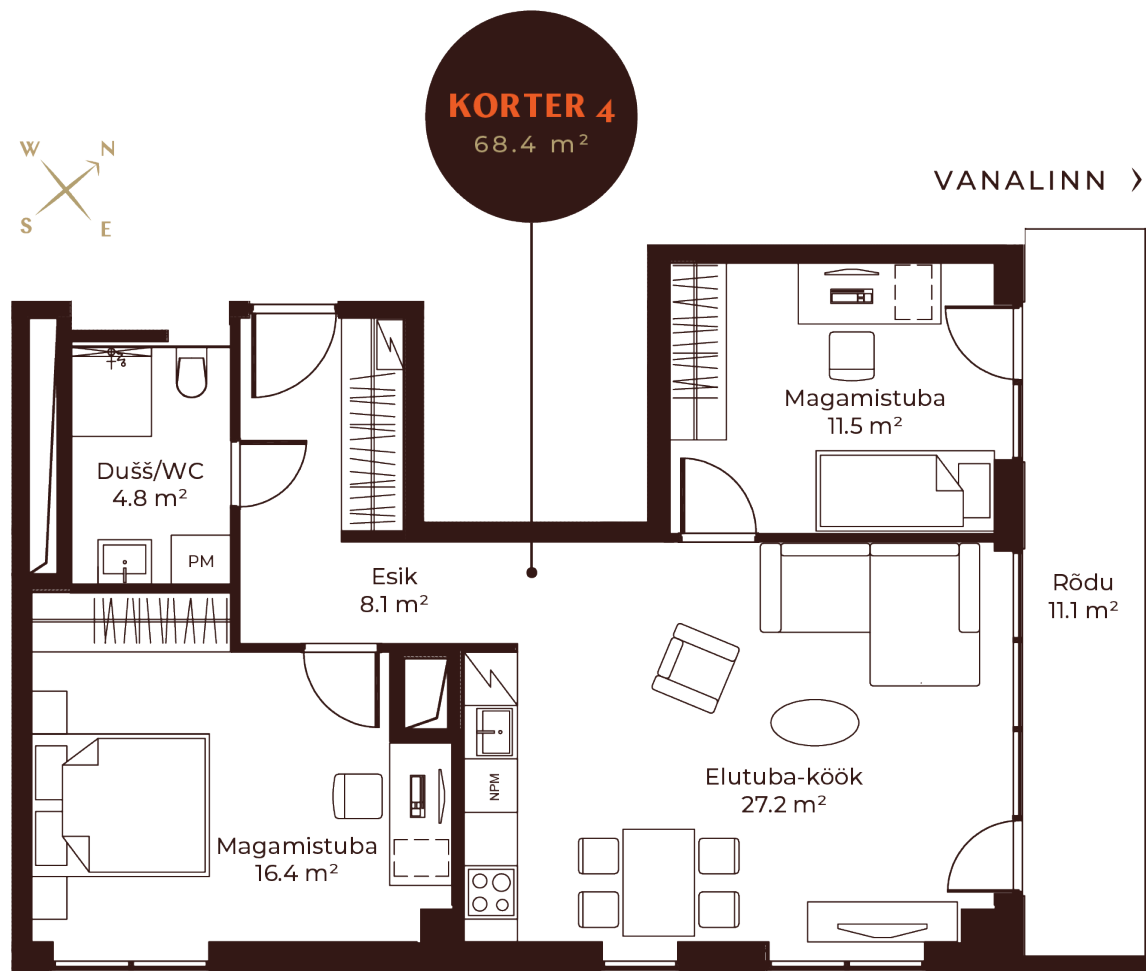 KORTER 4
68.4 m²
W N
S E
VANALINN
Magamistuba
11.5 m²
Dušš/WC
4.8 m²
PM
Esik
8.1 m²
Rõdu
11.1 m²
Elutuba-köök
27.2 m²
NPM
Magamistuba
16.4 m²